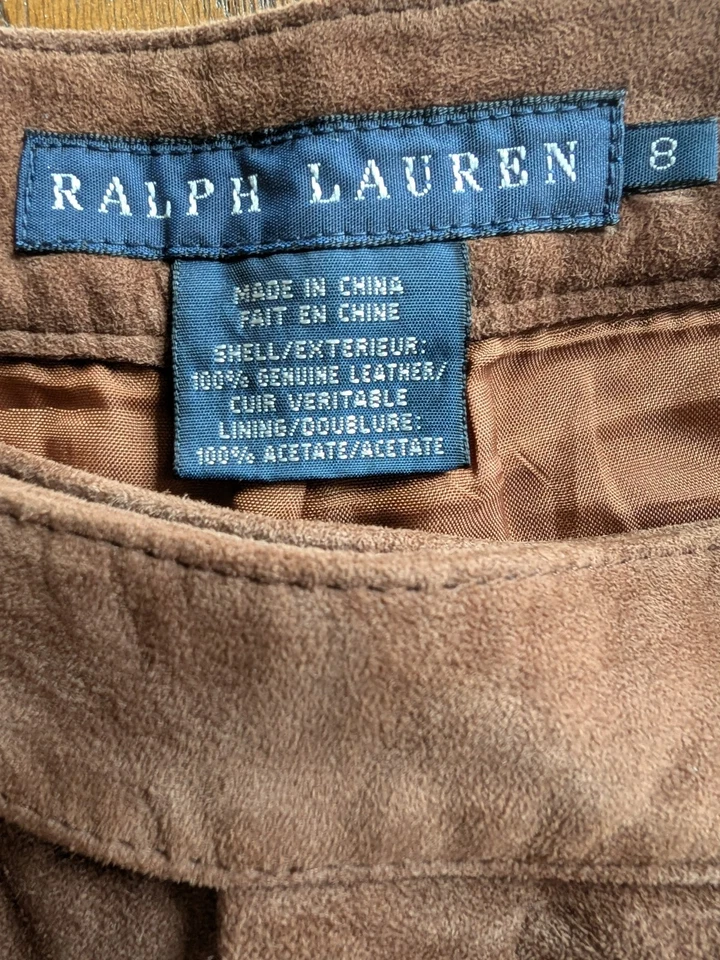 RALPH LAUREN
8
MADE IN CHINA
FAIT EN CHINE
SHELL/EXTERIEUR:
100% GENUINE LEATHER/
CUIR VERITABLE
LINING/DOUBLURE:
100% ACETATE/ACETATE